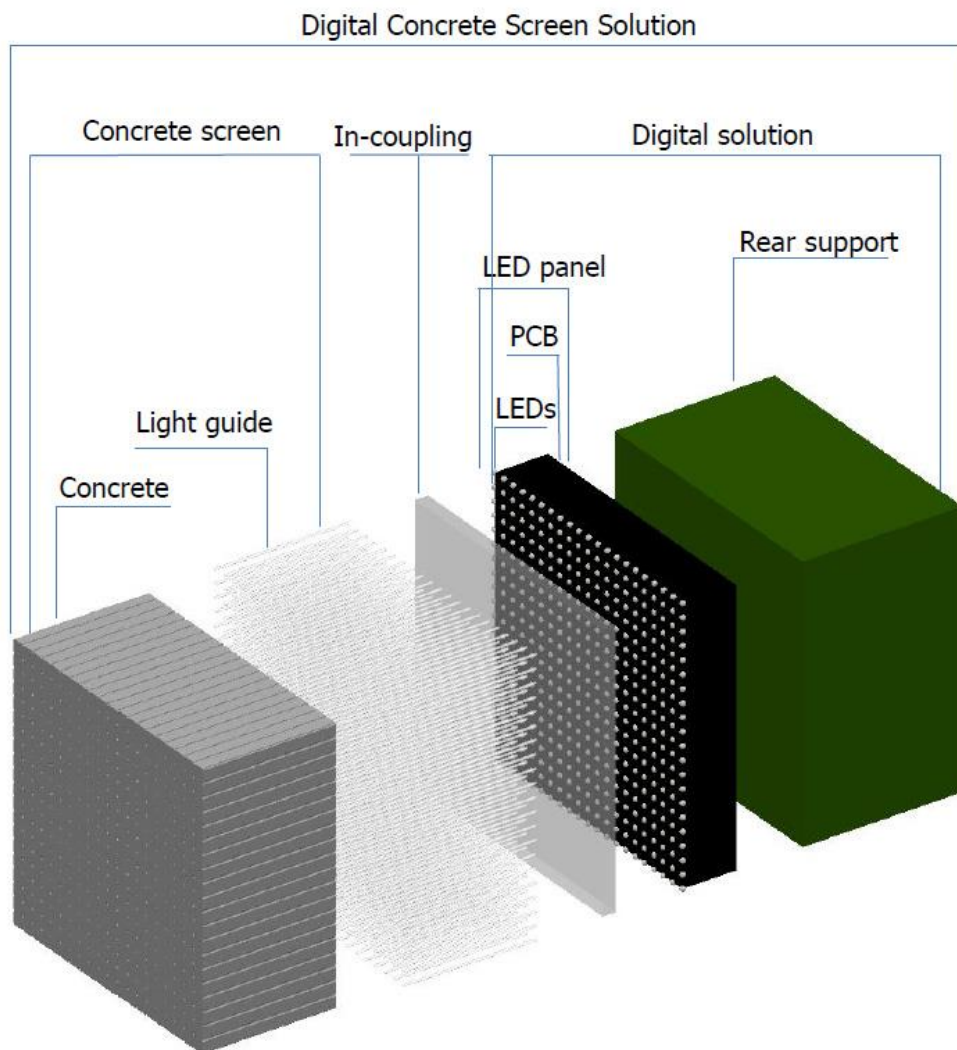 Digital Concrete Screen Solution
Concrete screen
In-coupling
Digital solution
Rear support
LED panel
PCB
LEDs
Light guide
Concrete